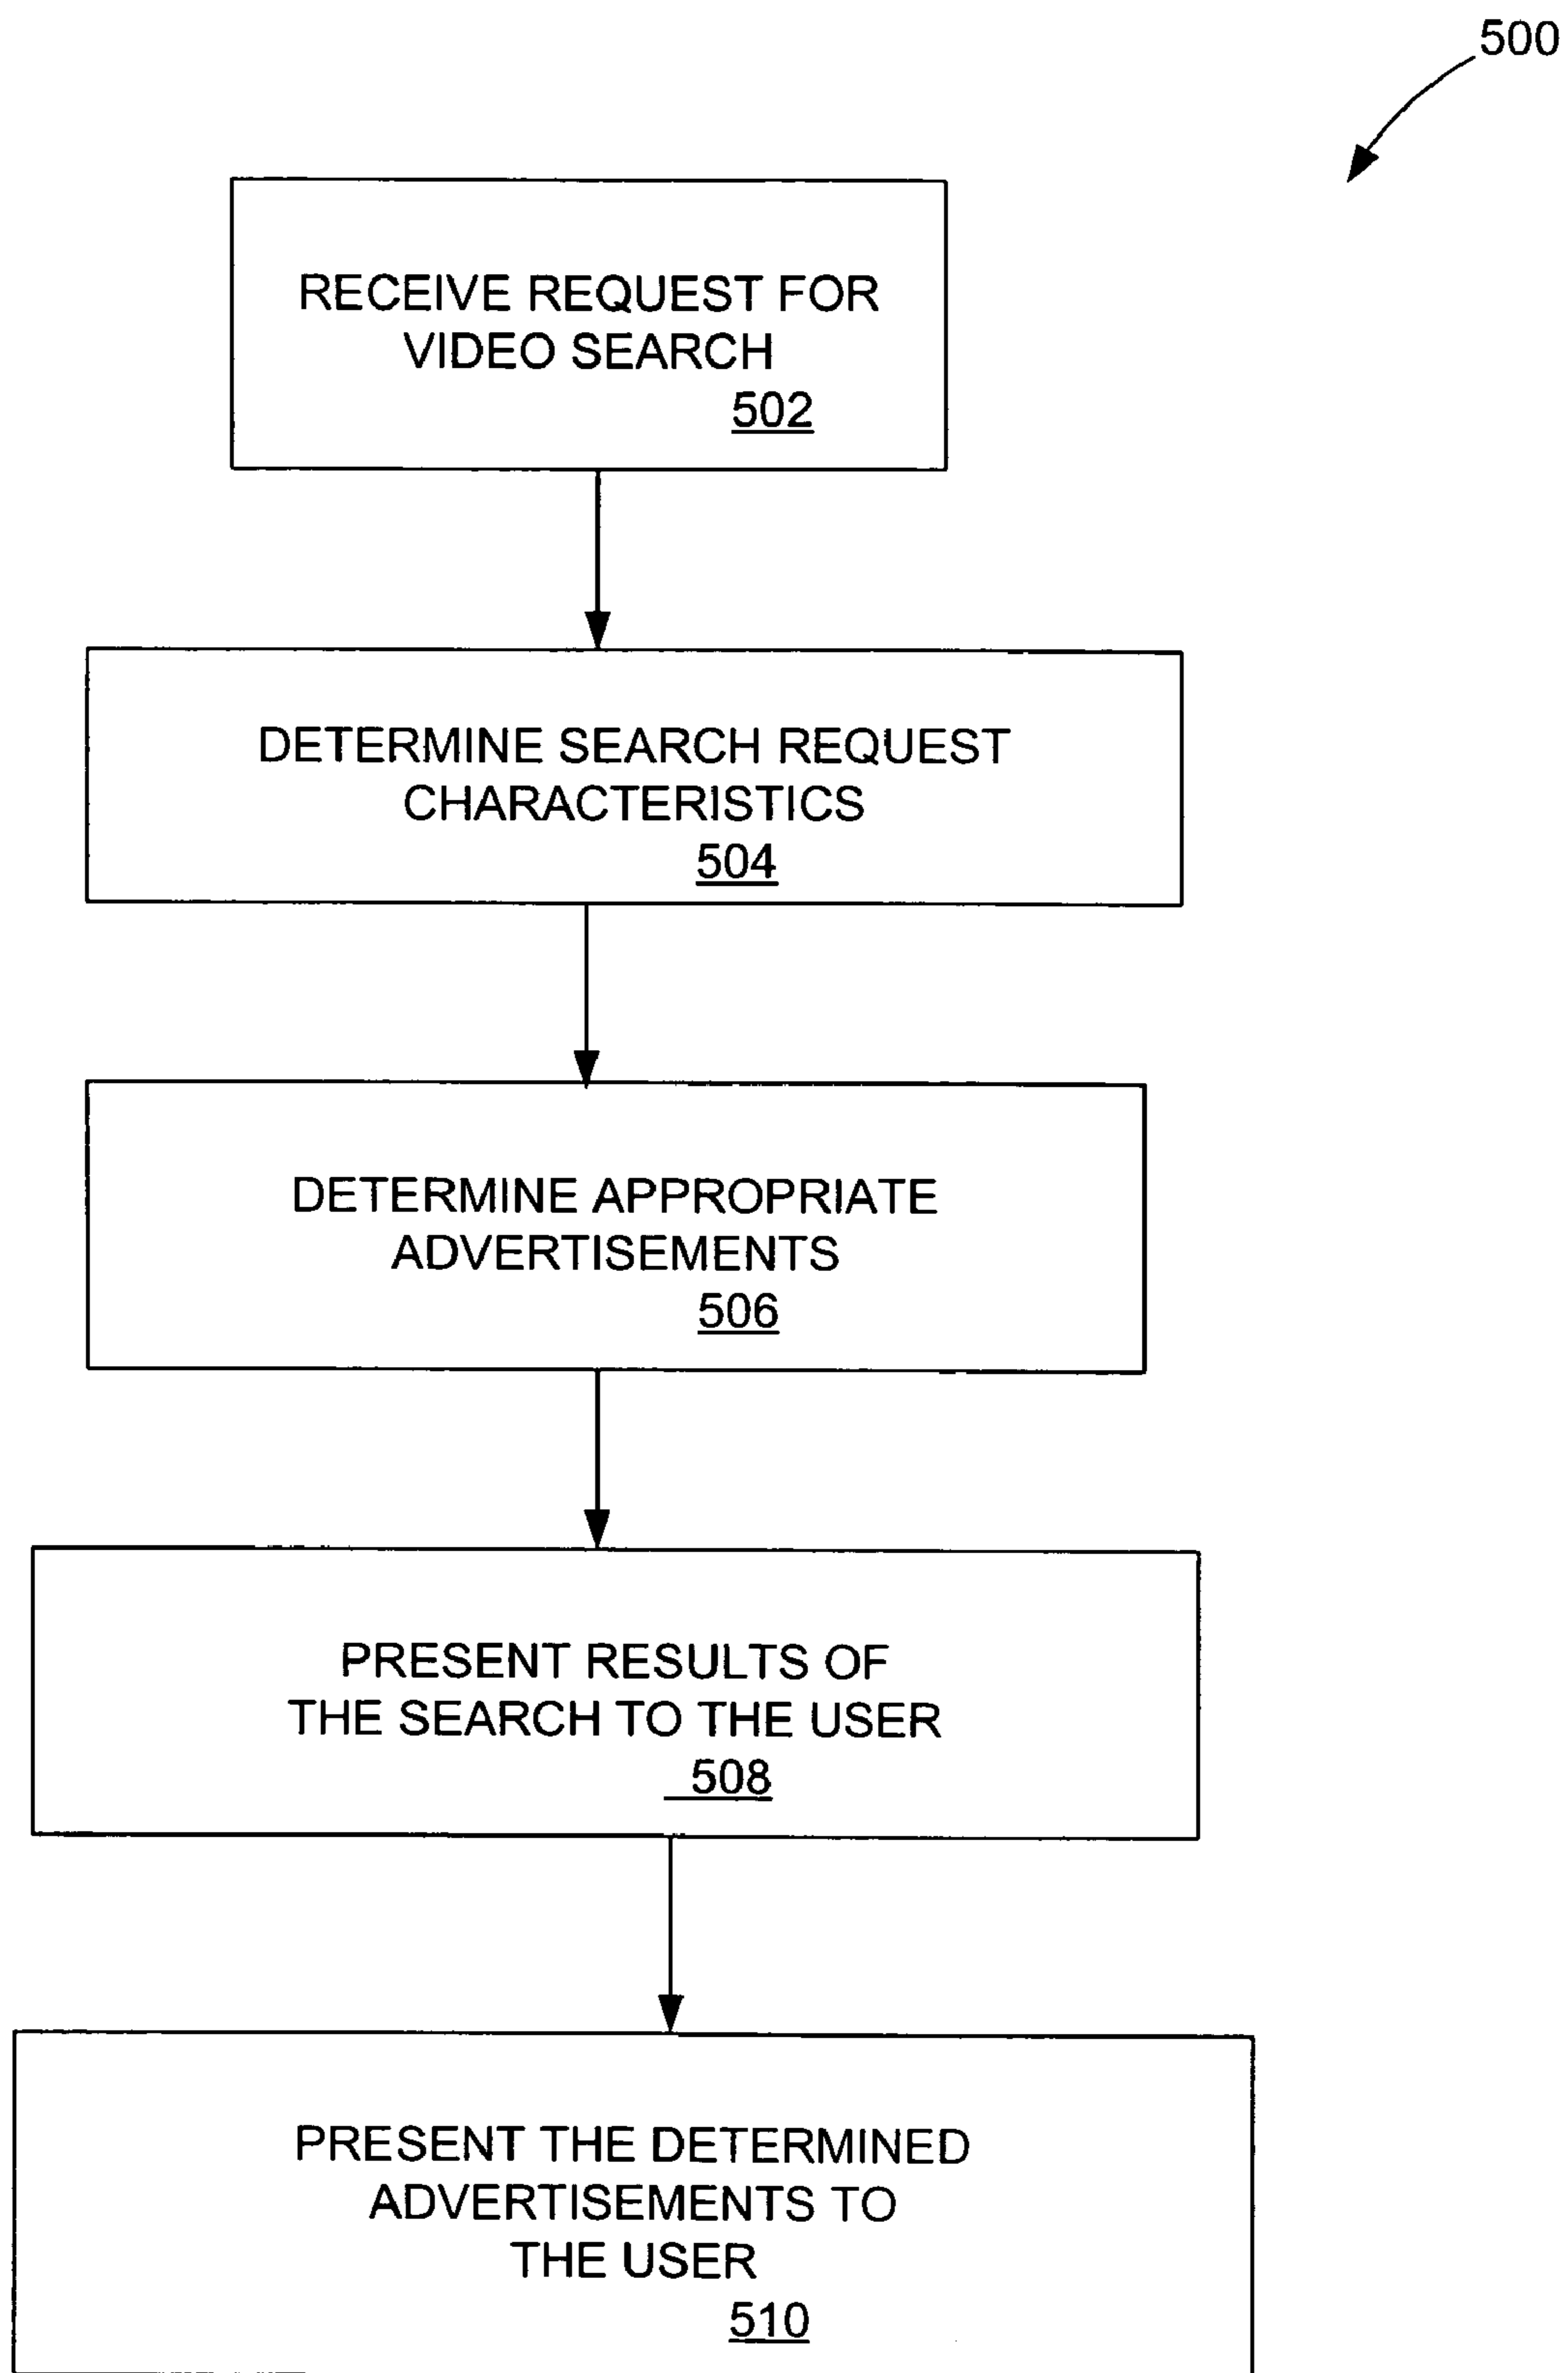 500
RECEIVE REQUEST FOR
VIDEO SEARCH
502
DETERMINE SEARCH REQUEST
CHARACTERISTICS
504
DETERMINE APPROPRIATE
ADVERTISEMENTS
506
PRESENT RESULTS OF
THE SEARCH TO THE USER
508
PRESENT THE DETERMINED
ADVERTISEMENTS TO
THE USER
510